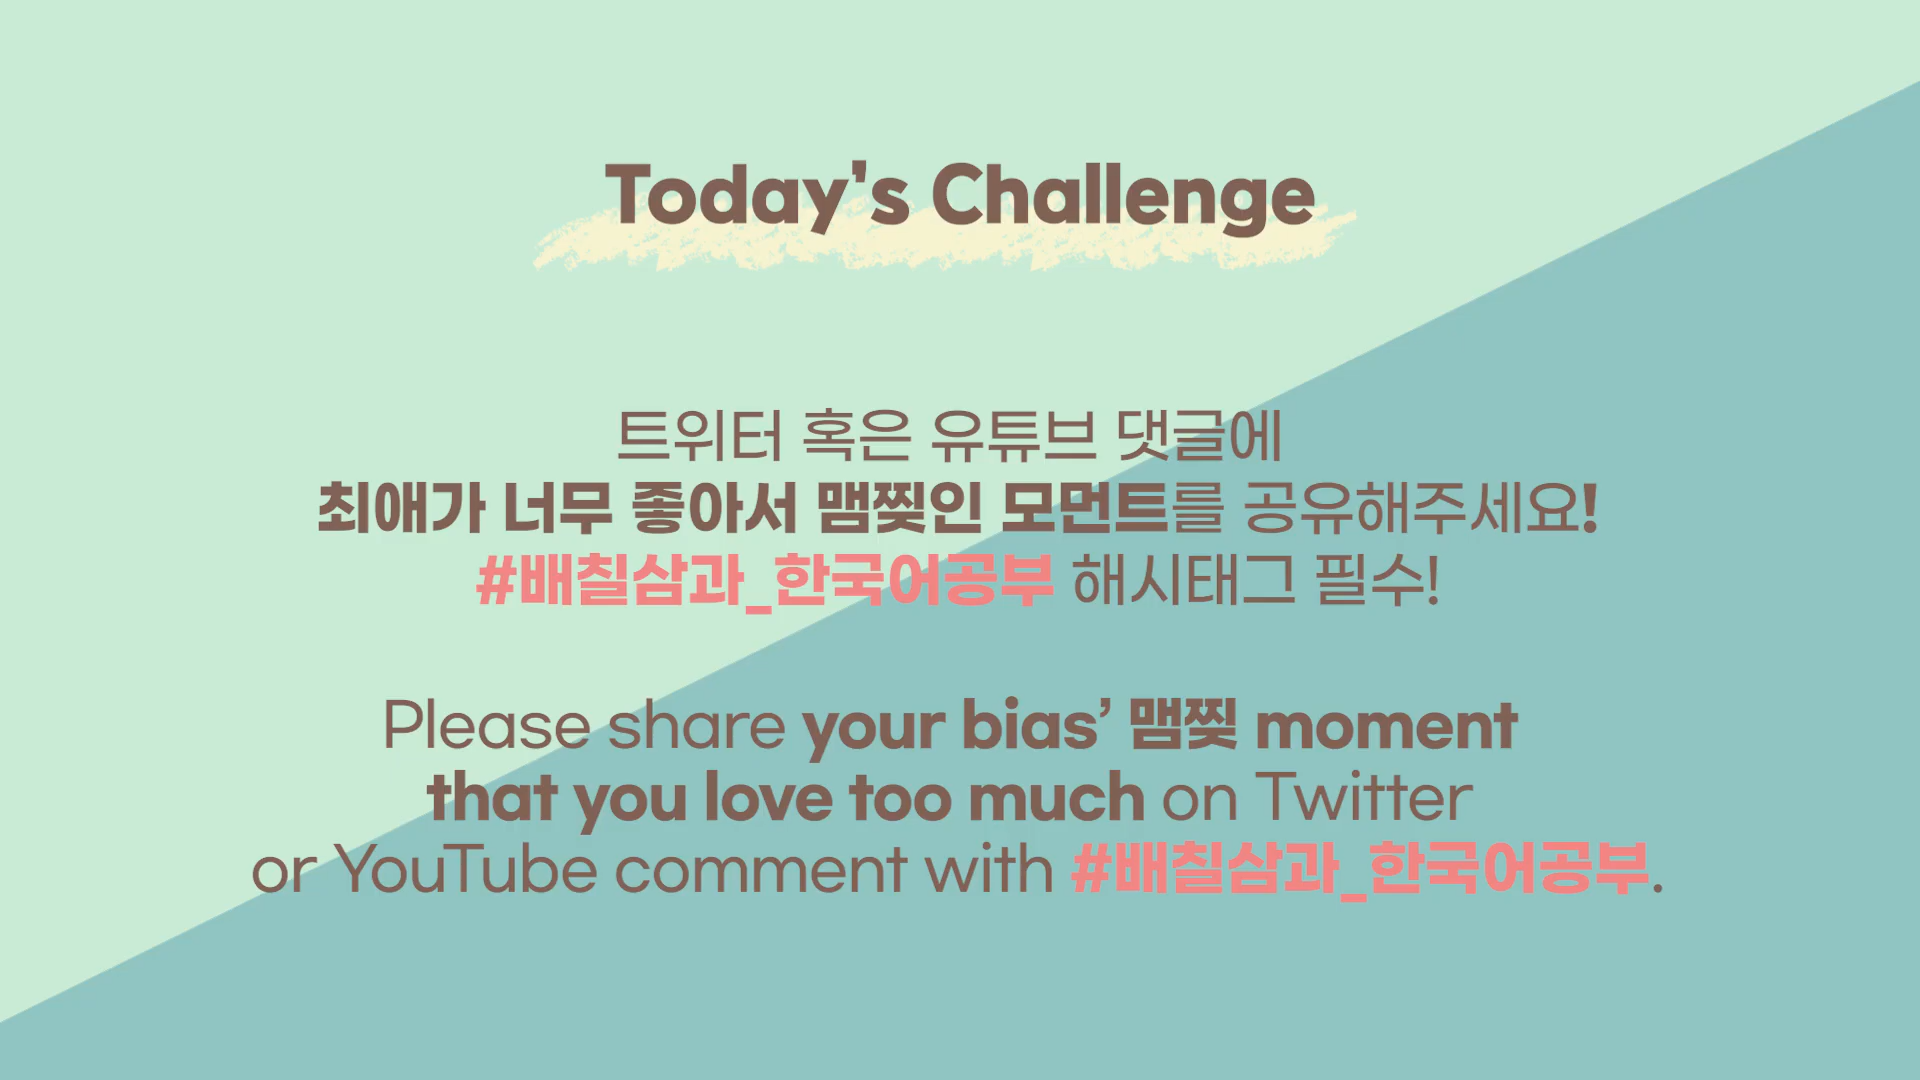 Today's Challenge
트위터 혹은 유튜브 댓글에
최애가 너무 좋아서 맴찢인 모먼트를 공유해주세요!
#배칠삼과_한국어공부 해시태그 필수!
Please share your bias’ 맴찢 moment
that you love too much on Twitter
or YouTube comment with #배칠삼과_한국어공부.